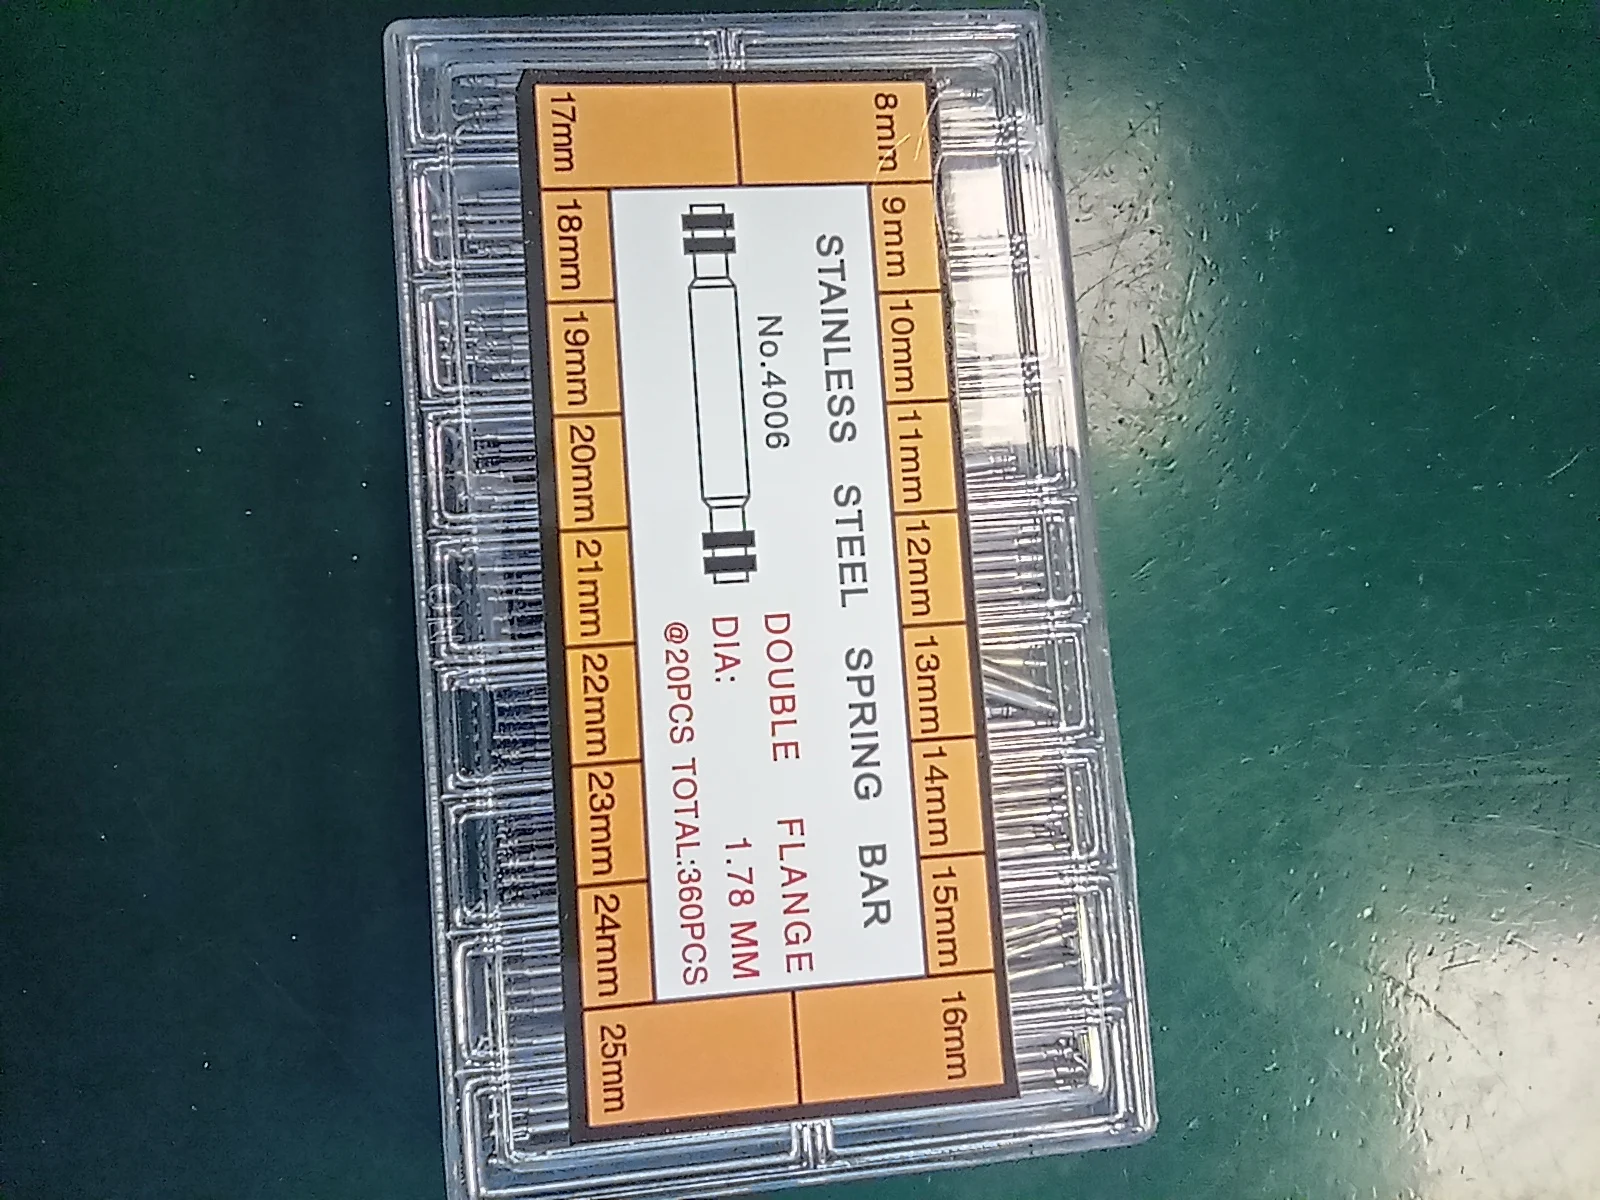 8mm 9mm 10mm 11mm 12mm 13mm 14mm 15mm 16mm
STAINLESS STEEL SPRING BAR
No.4006
DOUBLE FLANGE
DIA: 1.78 MM
@20PCS TOTAL:360PCS
17mm 18mm 19mm 20mm 21mm 22mm 23mm 24mm 25mm